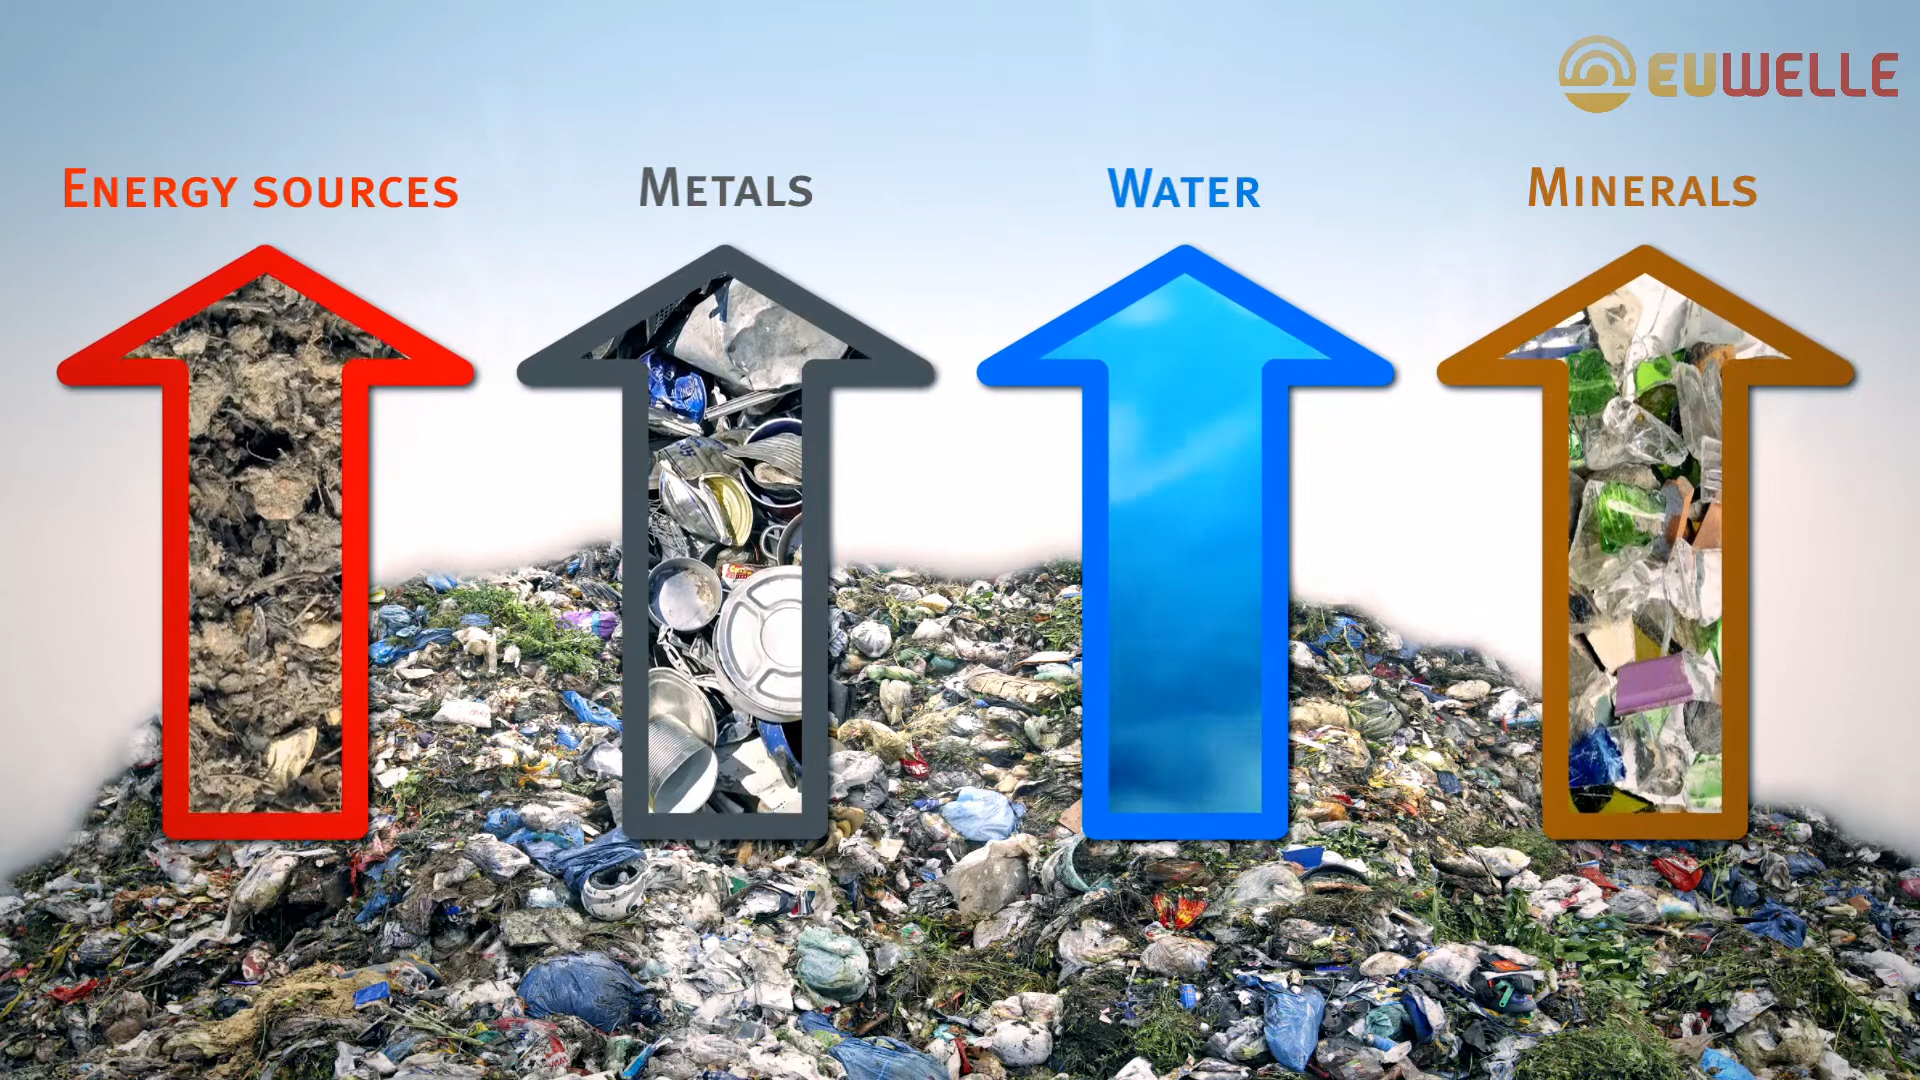 EUWELLE
ENERGY SOURCES
METALS
WATER
MINERALS